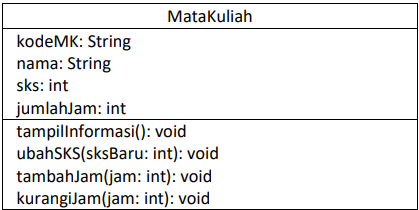 MataKuliah
kodeMK: String
nama: String
sks: int
jumlahJam: int
tampilInformasi(): void
ubahSKS(sksBaru: int): void
tambahJam(jam: int): void
kurangiJam(jam: int): void